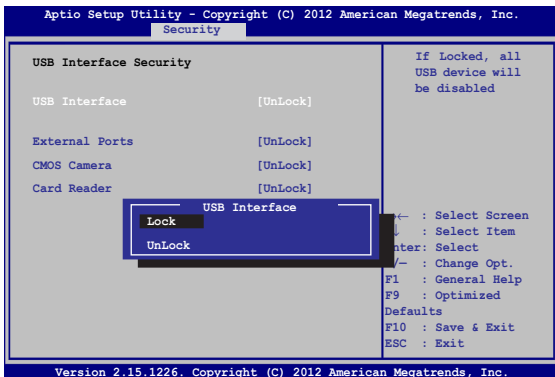 Aptio Setup Utility - Copyright (C) 2012 American Megatrends, Inc.
Security
USB Interface Security
USB Interface [UnLock]
External Ports [UnLock]
CMOS Camera [UnLock]
Card Reader [UnLock]
USB Interface
Lock
UnLock
If Locked, all
USB device will
be disabled
← : Select Screen
↓ : Select Item
nter: Select
/— : Change Opt.
F1 : General Help
F9 : Optimized
Defaults
F10 : Save & Exit
ESC : Exit
Version 2.15.1226. Copyright (C) 2012 American Megatrends, Inc.